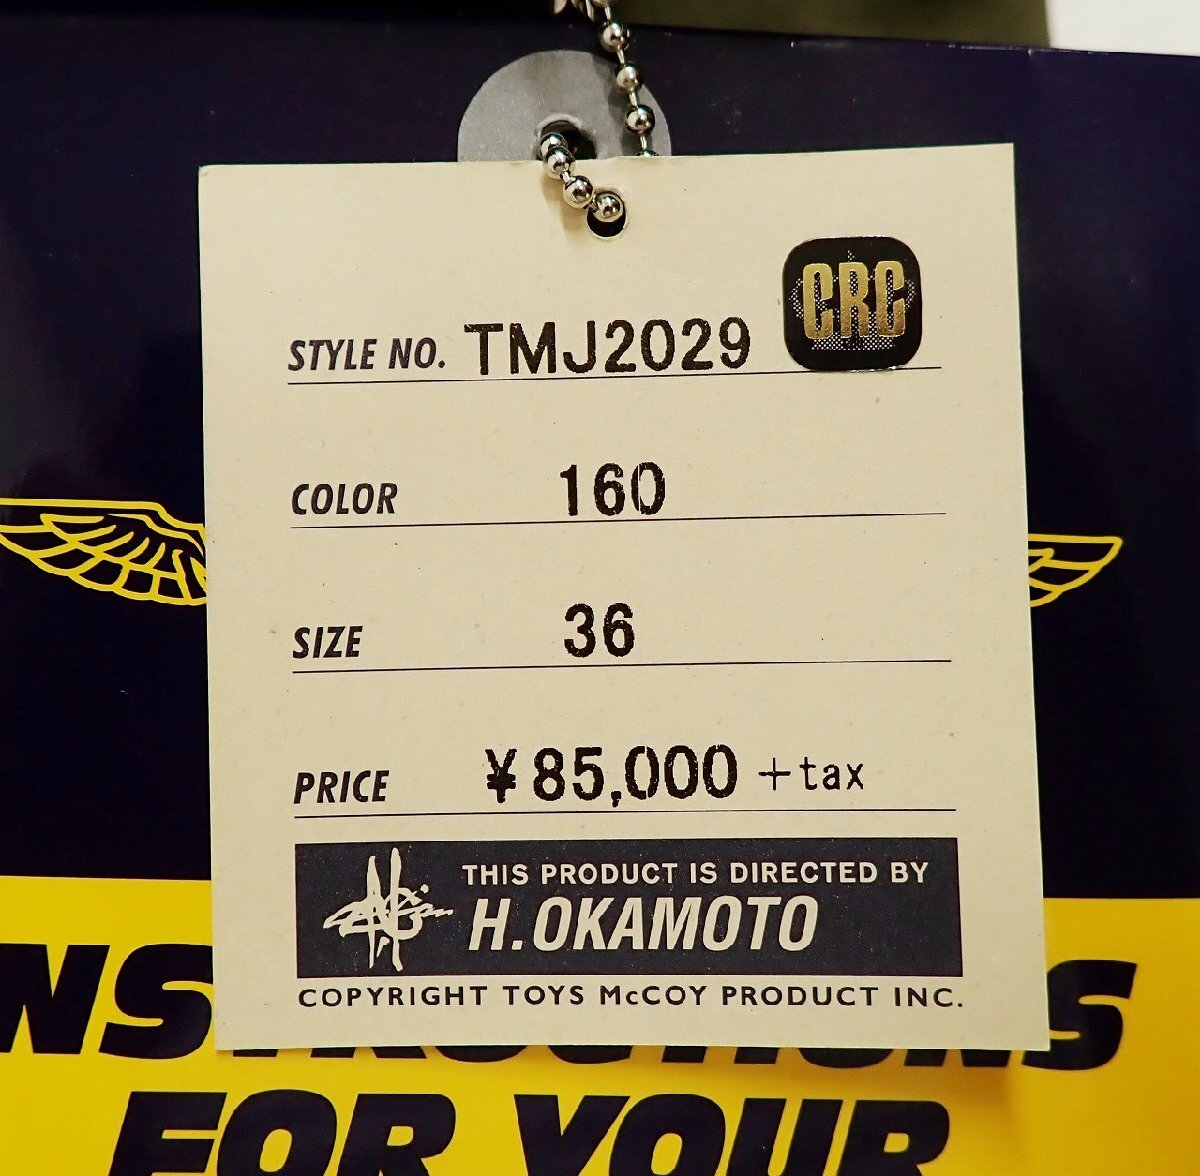 STYLE NO. TMJ2029 CRC
COLOR 160
SIZE 36
PRICE ¥85,000 +tax
THIS PRODUCT IS DIRECTED BY
H.OKAMOTO
COPYRIGHT TOYS McCOY PRODUCT INC.
FOR YOUR